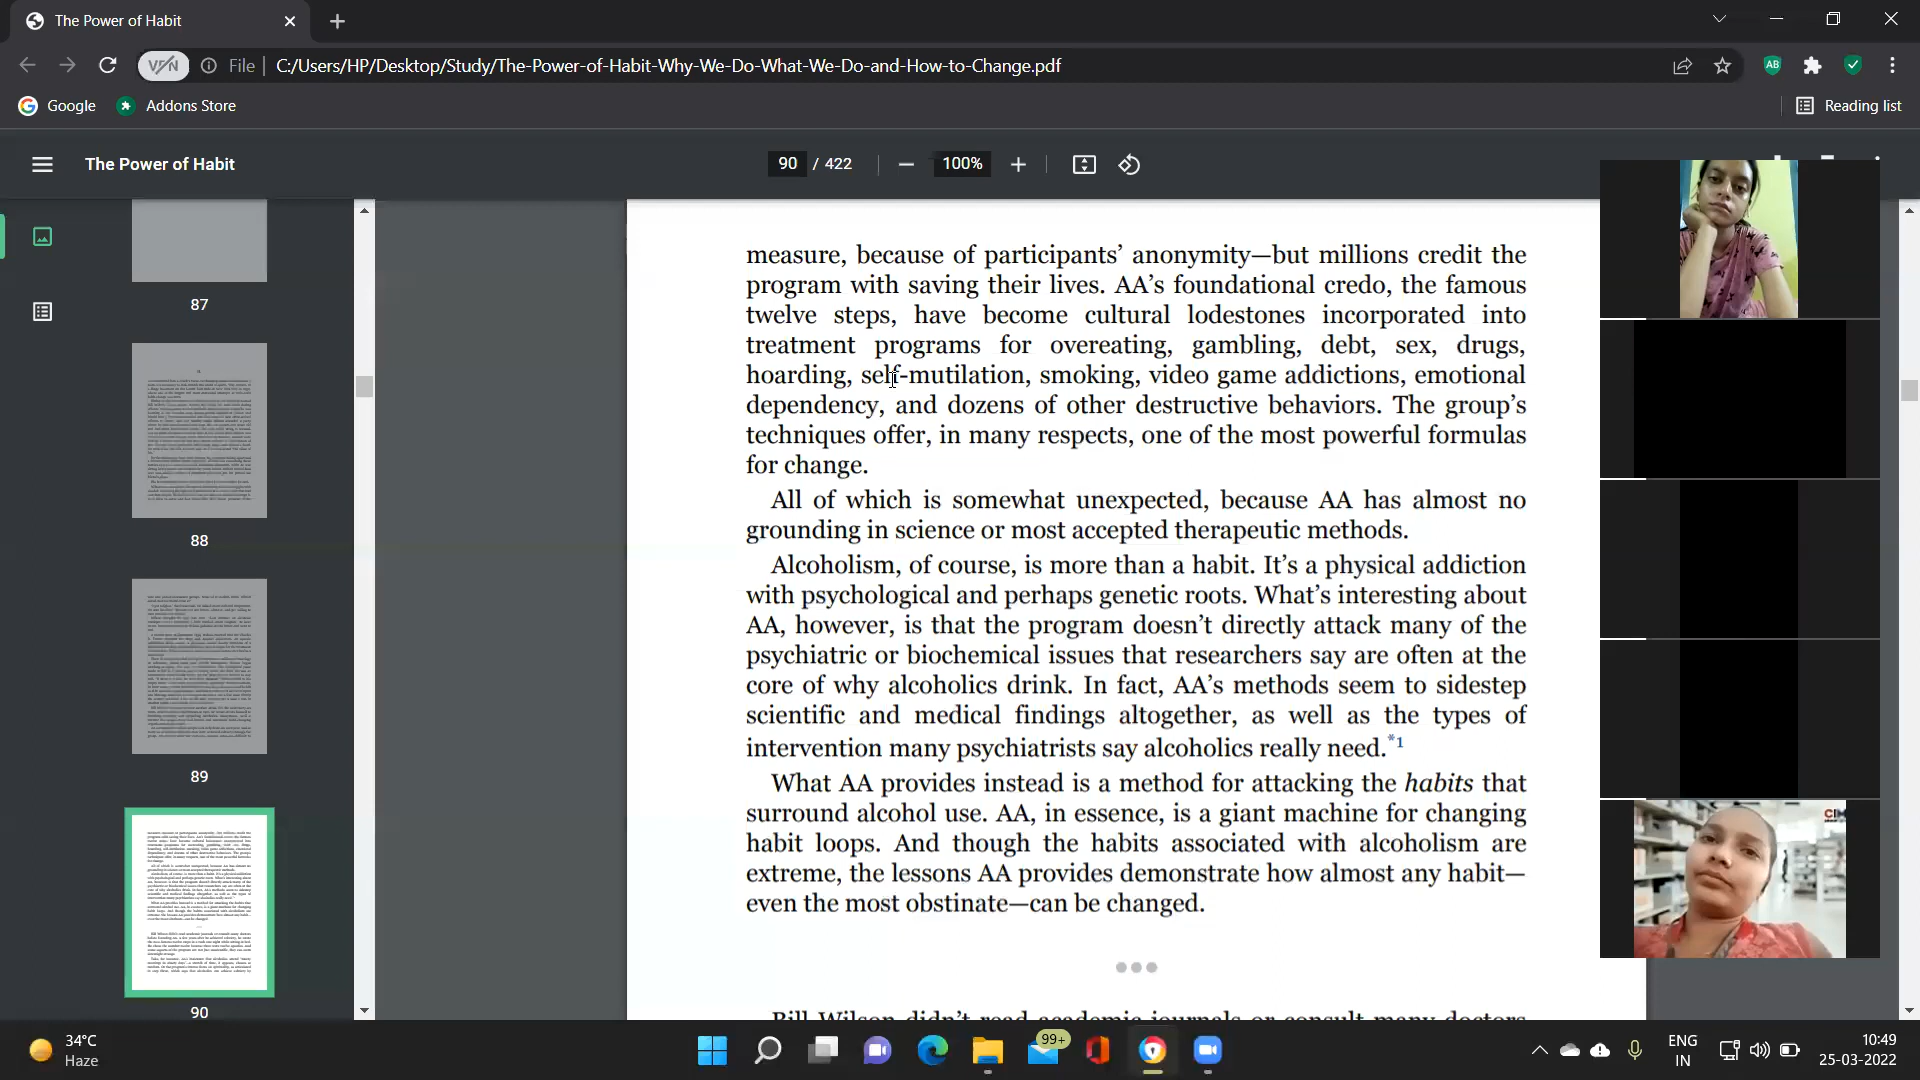 The Power of Habit
VPN
File
C:/Users/HP/Desktop/Study/The-Power-of-Habit-Why-We-Do-What-We-Do-and-How-to-Change.pdf
AB
Google
Addons Store
Reading list
The Power of Habit
90 / 422
100%
87
88
89
90
measure, because of participants’ anonymity—but millions credit the
program with saving their lives. AA’s foundational credo, the famous
twelve steps, have become cultural lodestones incorporated into
treatment programs for overeating, gambling, debt, sex, drugs,
hoarding, self-mutilation, smoking, video game addictions, emotional
dependency, and dozens of other destructive behaviors. The group’s
techniques offer, in many respects, one of the most powerful formulas
for change.
All of which is somewhat unexpected, because AA has almost no
grounding in science or most accepted therapeutic methods.
Alcoholism, of course, is more than a habit. It’s a physical addiction
with psychological and perhaps genetic roots. What’s interesting about
AA, however, is that the program doesn’t directly attack many of the
psychiatric or biochemical issues that researchers say are often at the
core of why alcoholics drink. In fact, AA’s methods seem to sidestep
scientific and medical findings altogether, as well as the types of
intervention many psychiatrists say alcoholics really need.*1
What AA provides instead is a method for attacking the habits that
surround alcohol use. AA, in essence, is a giant machine for changing
habit loops. And though the habits associated with alcoholism are
extreme, the lessons AA provides demonstrate how almost any habit—
even the most obstinate—can be changed.
Bill Wilson didn’t read academic journals or consult many doctors
34°C
Haze
99+
ENG
IN
10:49
25-03-2022